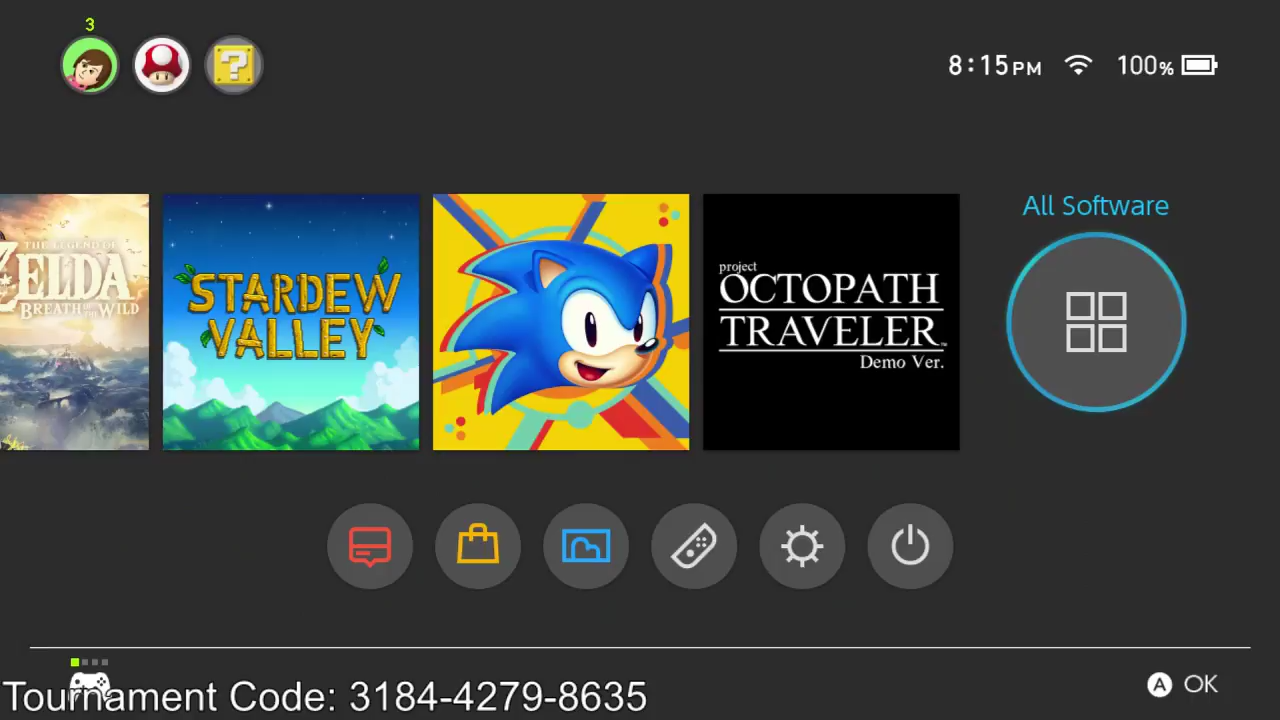 3
8:15PM
100%
All Software
THE LEGEND OF
ZELDA
BREATH OF THE WILD
STARDEW
VALLEY
project
OCTOPATH
TRAVELER™
Demo Ver.
A OK
Tournament Code: 3184-4279-8635